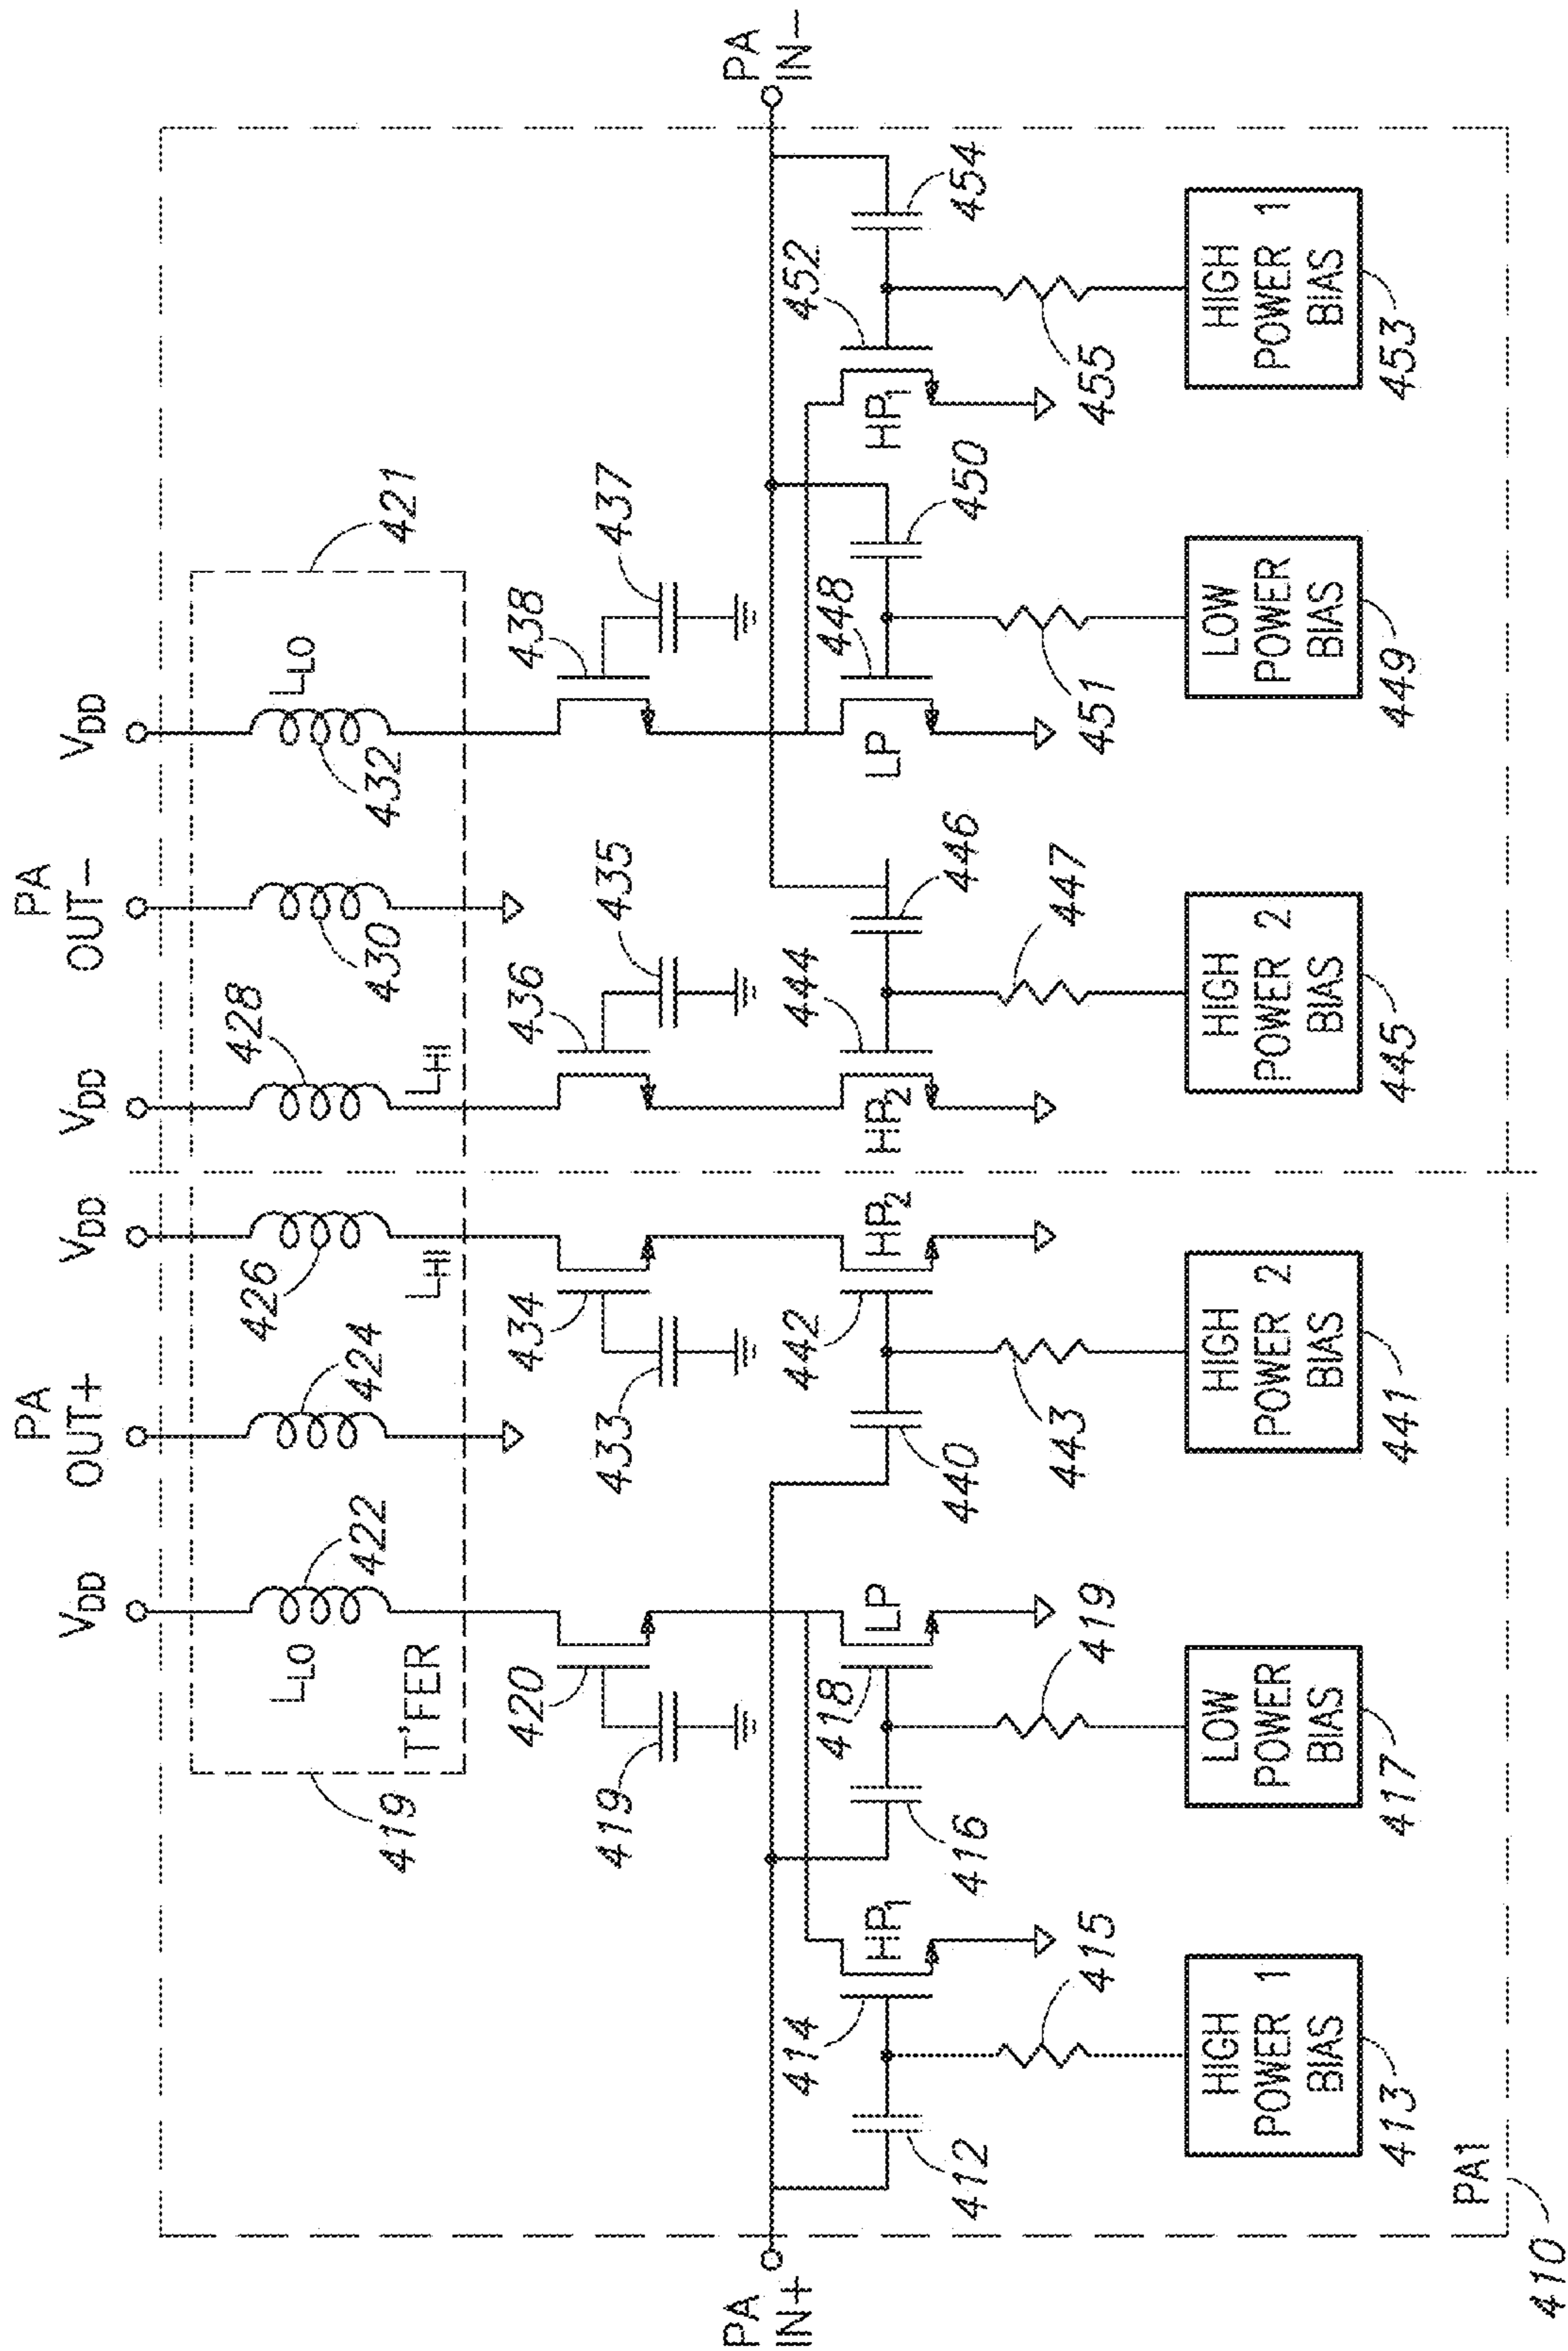 PA
OUT+
PA
OUT−
VDD
VDD
VDD
VDD
LLO
422
424
426
428
430
432
LLO
T'FER
LHI
LHI
419
421
420
434
436
438
419
433
435
437
PA
IN+
PA
IN−
414
HP1
418
LP
442
HP2
HP2
444
LP
448
HP1
452
412
416
440
446
450
454
415
419
443
447
451
455
HIGH
POWER 1
BIAS
LOW
POWER
BIAS
HIGH
POWER 2
BIAS
HIGH
POWER 2
BIAS
LOW
POWER
BIAS
HIGH
POWER 1
BIAS
413
417
441
445
449
453
PA1
410